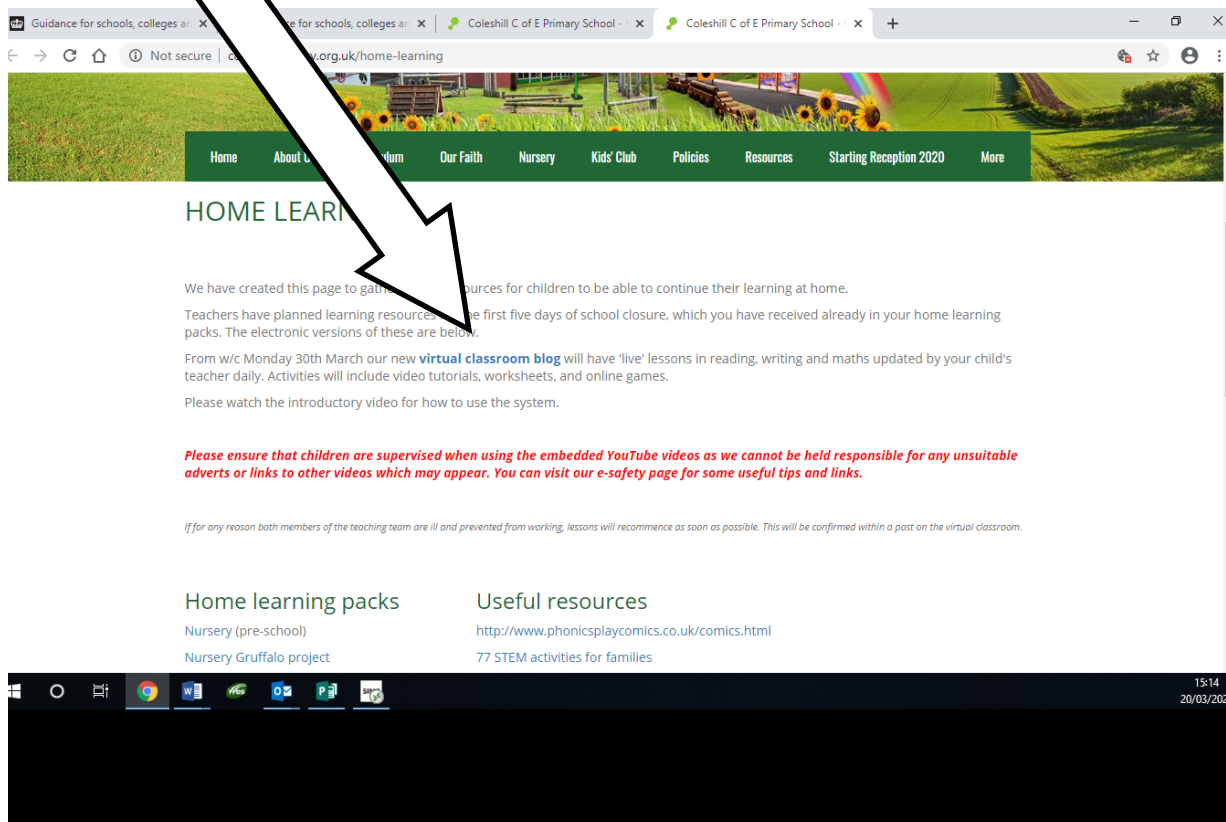 Guidance for schools, colleges an
ce for schools, colleges an
Coleshill C of E Primary School -
Coleshill C of E Primary School -
Not secure
.org.uk/home-learning
Home About Our Faith Nursery Kids' Club Policies Resources Starting Reception 2020 More
HOME LEARN
We have created this page to for children to be able to continue their learning at home.
Teachers have planned learning resources first five days of school closure, which you have received already in your home learning
packs. The electronic versions of these are below.
From w/c Monday 30th March our new virtual classroom blog will have 'live' lessons in reading, writing and maths updated by your child's
teacher daily. Activities will include video tutorials, worksheets, and online games.
Please watch the introductory video for how to use the system.
Please ensure that children are supervised when using the embedded YouTube videos as we cannot be held responsible for any unsuitable
adverts or links to other videos which may appear. You can visit our e-safety page for some useful tips and links.
If for any reason both members of the teaching team are ill and prevented from working, lessons will recommence as soon as possible. This will be confirmed within a post on the virtual classroom.
Home learning packs
Nursery (pre-school)
Nursery Gruffalo project
Useful resources
http://www.phonicsplaycomics.co.uk/comics.html
77 STEM activities for families
15:14
20/03/202